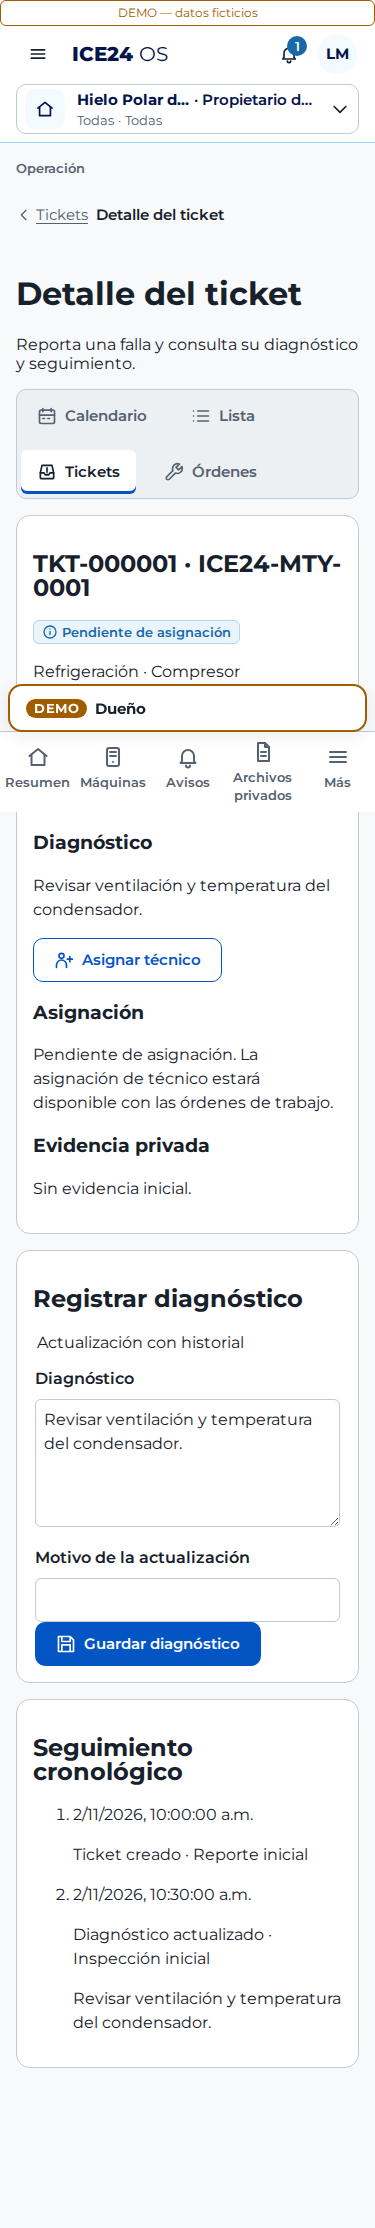 DEMO — datos ficticios
ICE24 OS
1
LM
Hielo Polar d... · Propietario d...
Todas · Todas
Operación
Tickets Detalle del ticket
Detalle del ticket
Reporta una falla y consulta su diagnóstico
y seguimiento.
Calendario
Lista
Tickets
Órdenes
TKT-000001 · ICE24-MTY-
0001
Pendiente de asignación
Refrigeración · Compresor
DEMO Dueño
Resumen
Máquinas
Avisos
Archivos
privados
Más
Diagnóstico
Revisar ventilación y temperatura del
condensador.
Asignar técnico
Asignación
Pendiente de asignación. La
asignación de técnico estará
disponible con las órdenes de trabajo.
Evidencia privada
Sin evidencia inicial.
Registrar diagnóstico
Actualización con historial
Diagnóstico
Revisar ventilación y temperatura
del condensador.
Motivo de la actualización
Guardar diagnóstico
Seguimiento
cronológico
1. 2/11/2026, 10:00:00 a.m.
Ticket creado · Reporte inicial
2. 2/11/2026, 10:30:00 a.m.
Diagnóstico actualizado ·
Inspección inicial
Revisar ventilación y temperatura
del condensador.